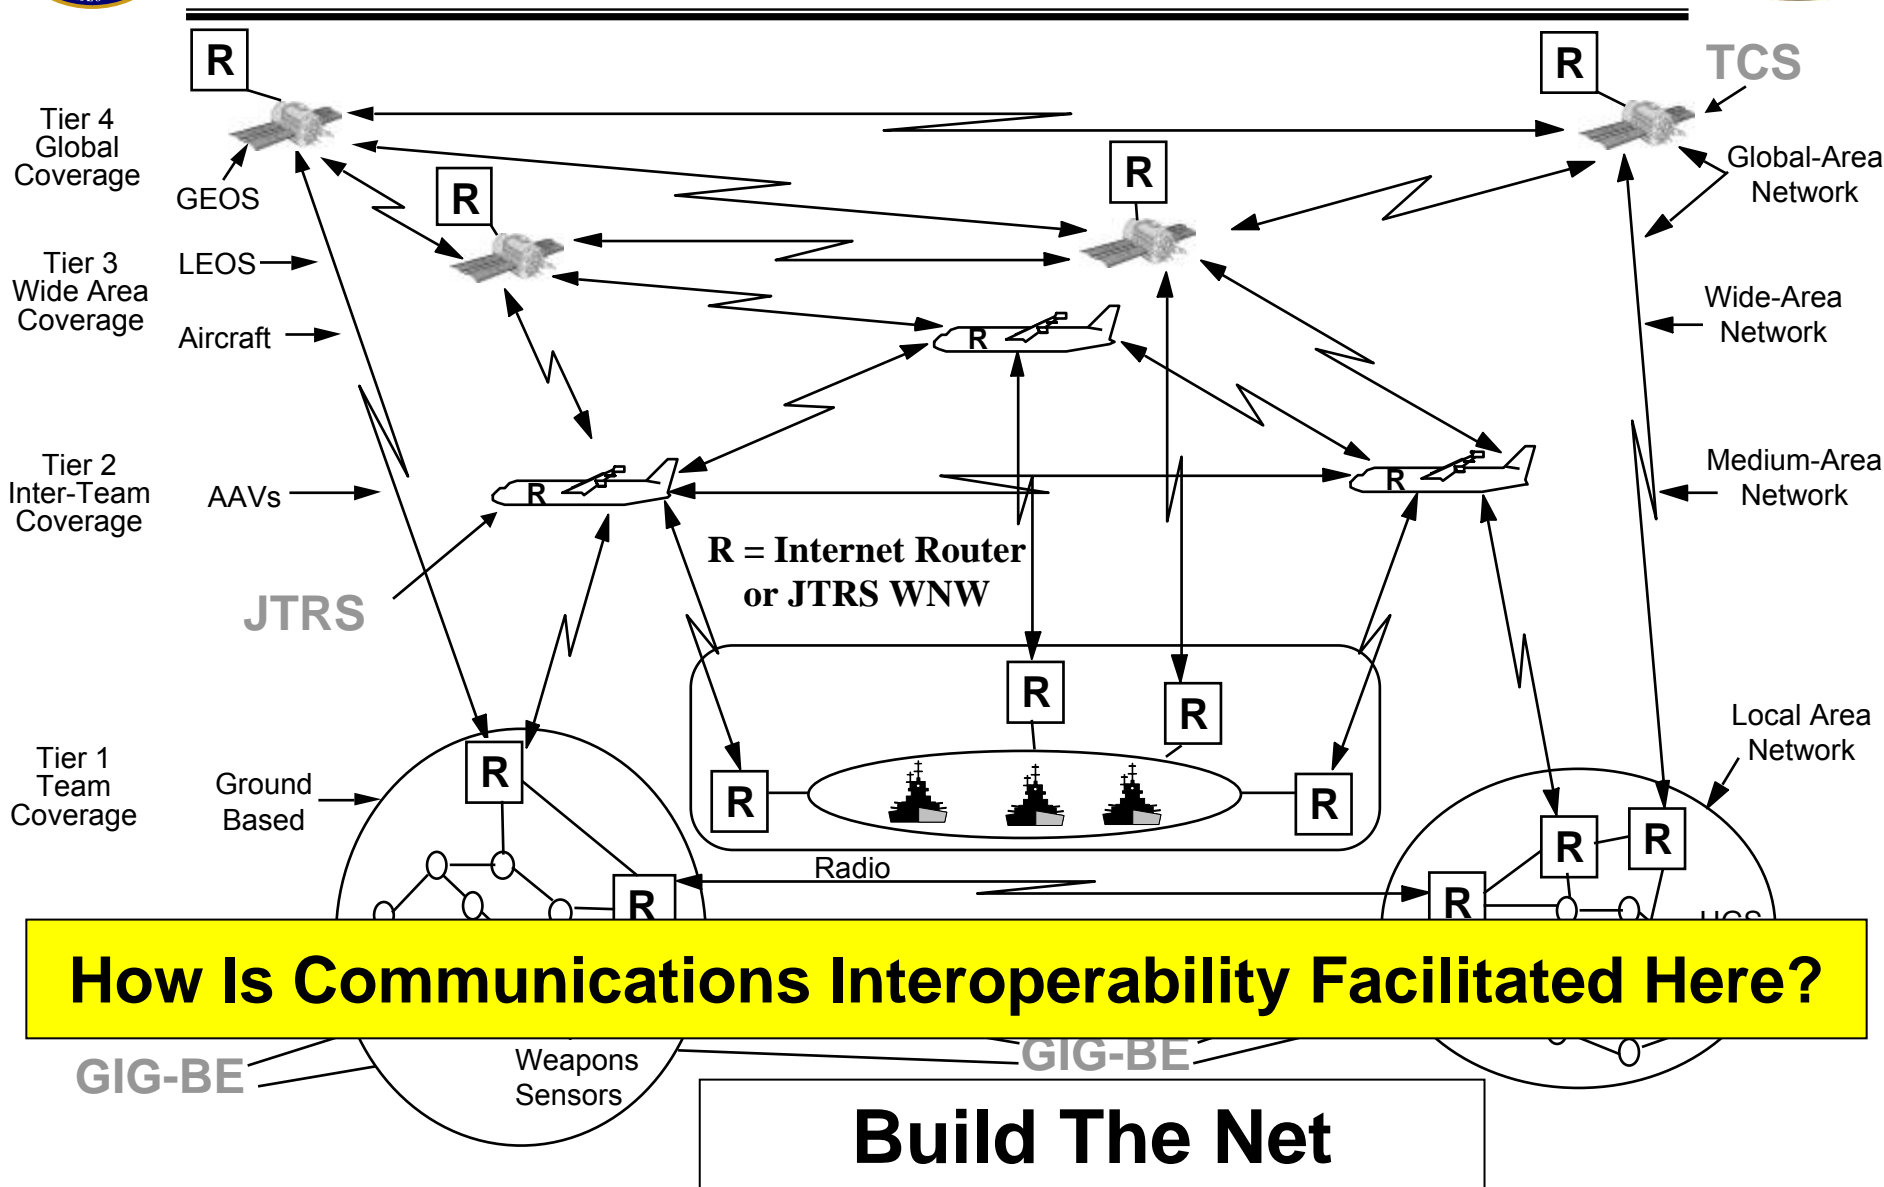 R
R
TCS
Tier 4
Global
Coverage
GEOS
R
R
Global-Area
Network
Tier 3
Wide Area
Coverage
LEOS
Aircraft
R
Wide-Area
Network
Tier 2
Inter-Team
Coverage
AAVs
R
R
Medium-Area
Network
R = Internet Router
or JTRS WNW
JTRS
R
R
Local Area
Network
Tier 1
Team
Coverage
Ground
Based
R
R
R
R
R
Radio
R
R
How Is Communications Interoperability Facilitated Here?
GIG-BE
Weapons
Sensors
GIG-BE
Build The Net